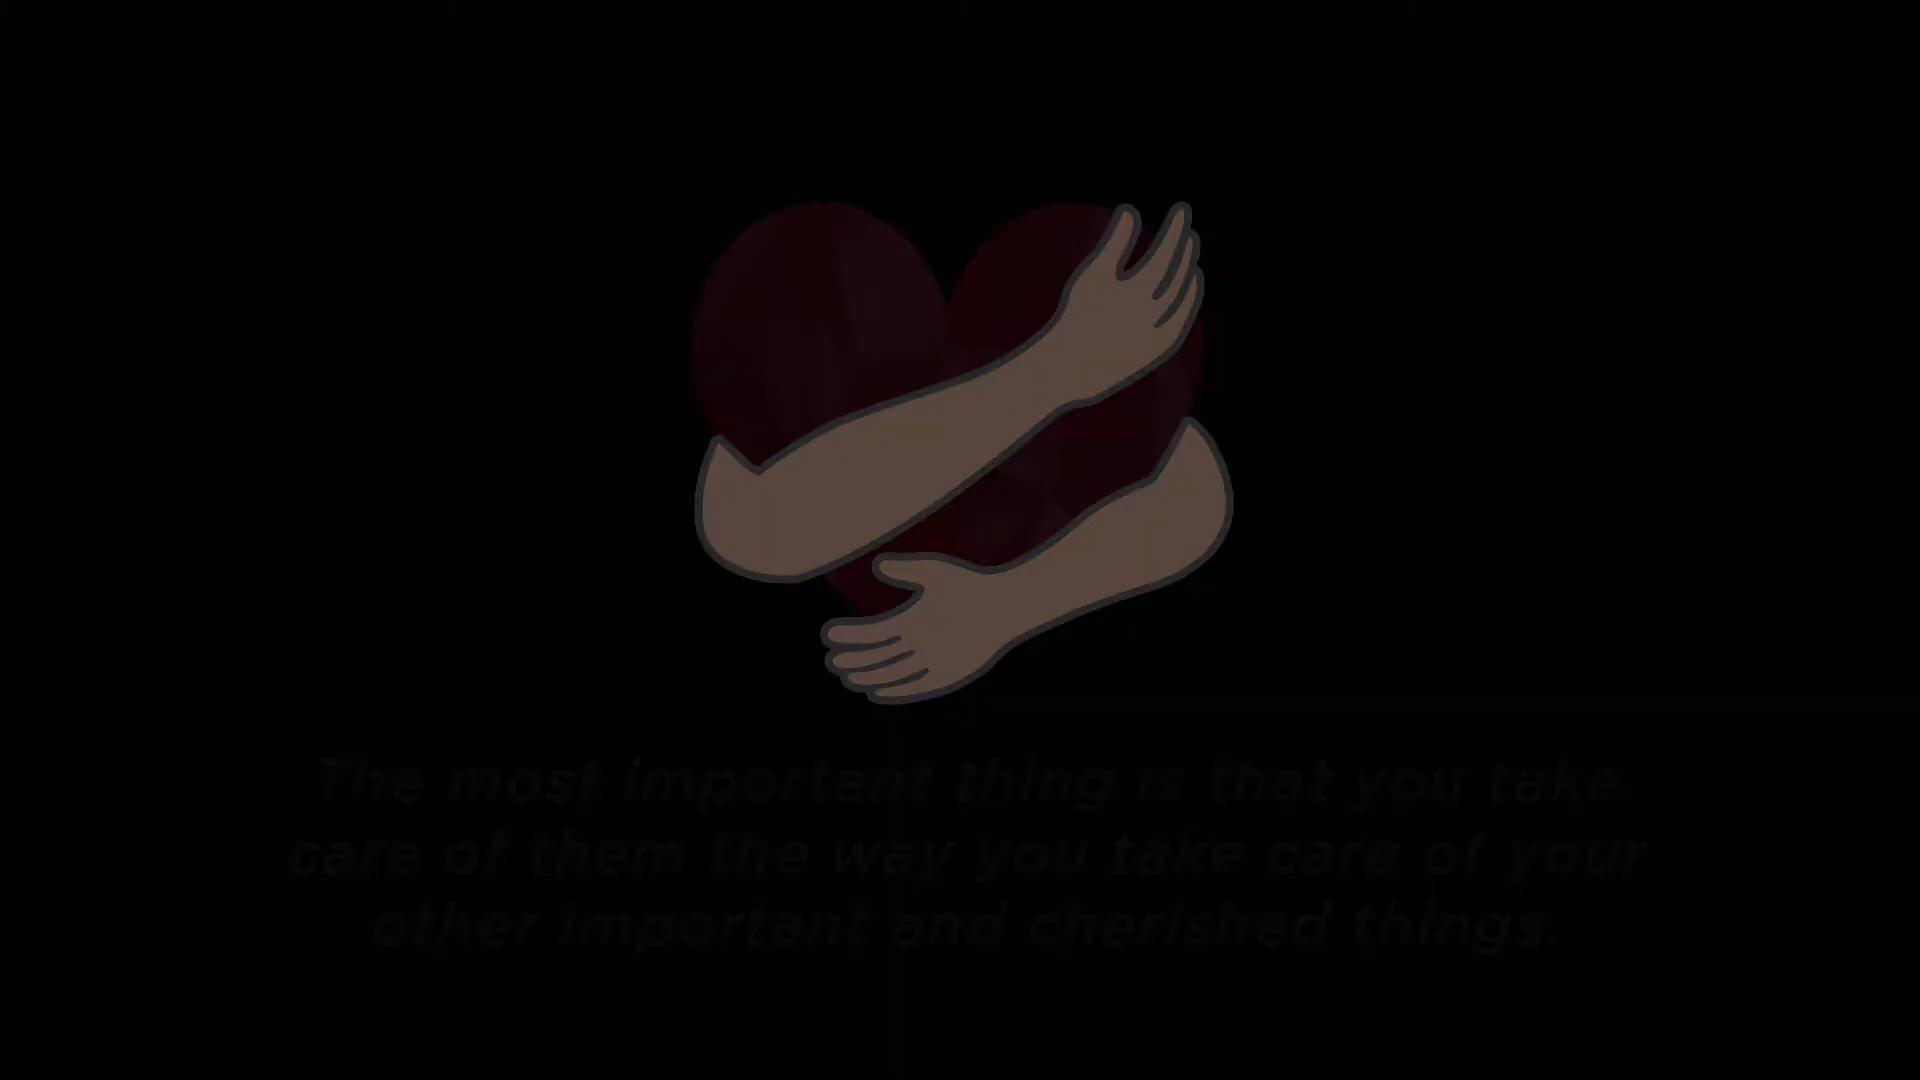 The most important thing is that you take
care of them the way you take care of your
other important and cherished things.